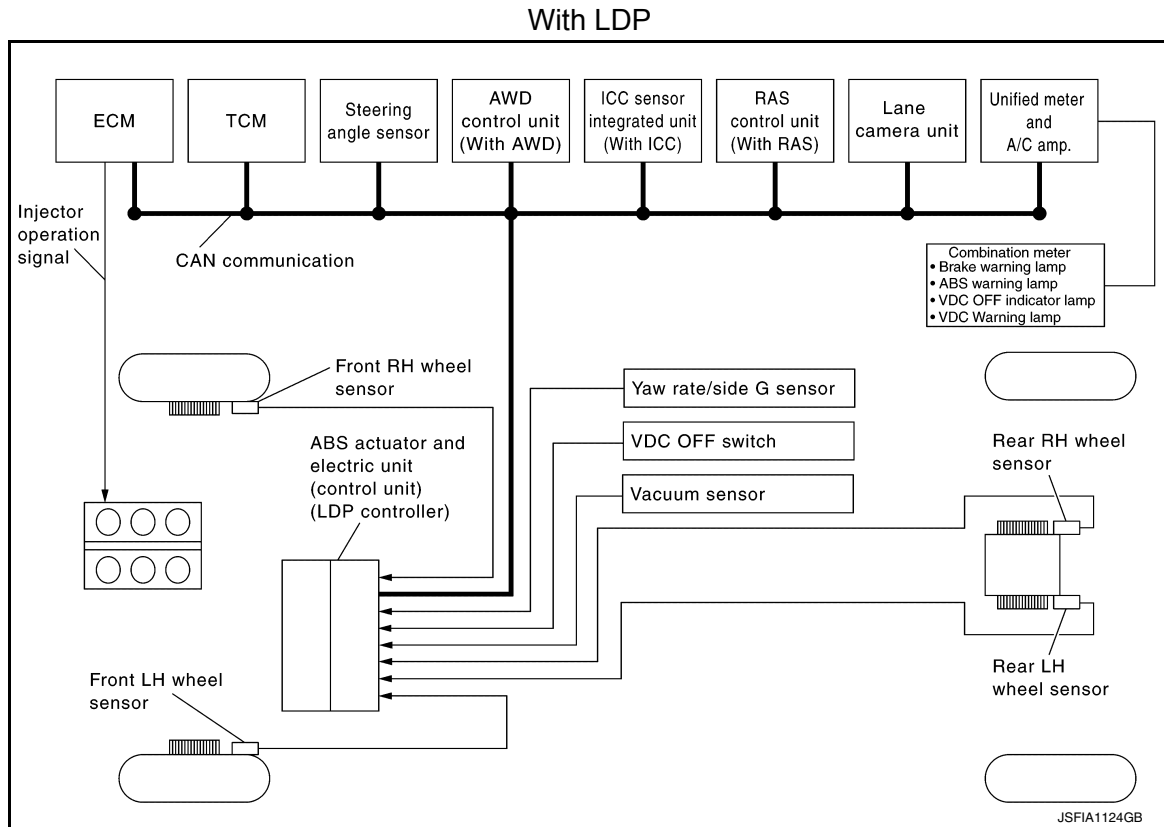 With LDP
ECM
TCM
Steering
angle sensor
AWD
control unit
(With AWD)
ICC sensor
integrated unit
(With ICC)
RAS
control unit
(With RAS)
Lane
camera unit
Unified meter
and
A/C amp.
Injector
operation
signal
CAN communication
Combination meter
• Brake warning lamp
• ABS warning lamp
• VDC OFF indicator lamp
• VDC Warning lamp
Front RH wheel
sensor
Yaw rate/side G sensor
VDC OFF switch
Vacuum sensor
ABS actuator and
electric unit
(control unit)
(LDP controller)
Rear RH wheel
sensor
Front LH wheel
sensor
Rear LH
wheel sensor
JSFIA1124GB